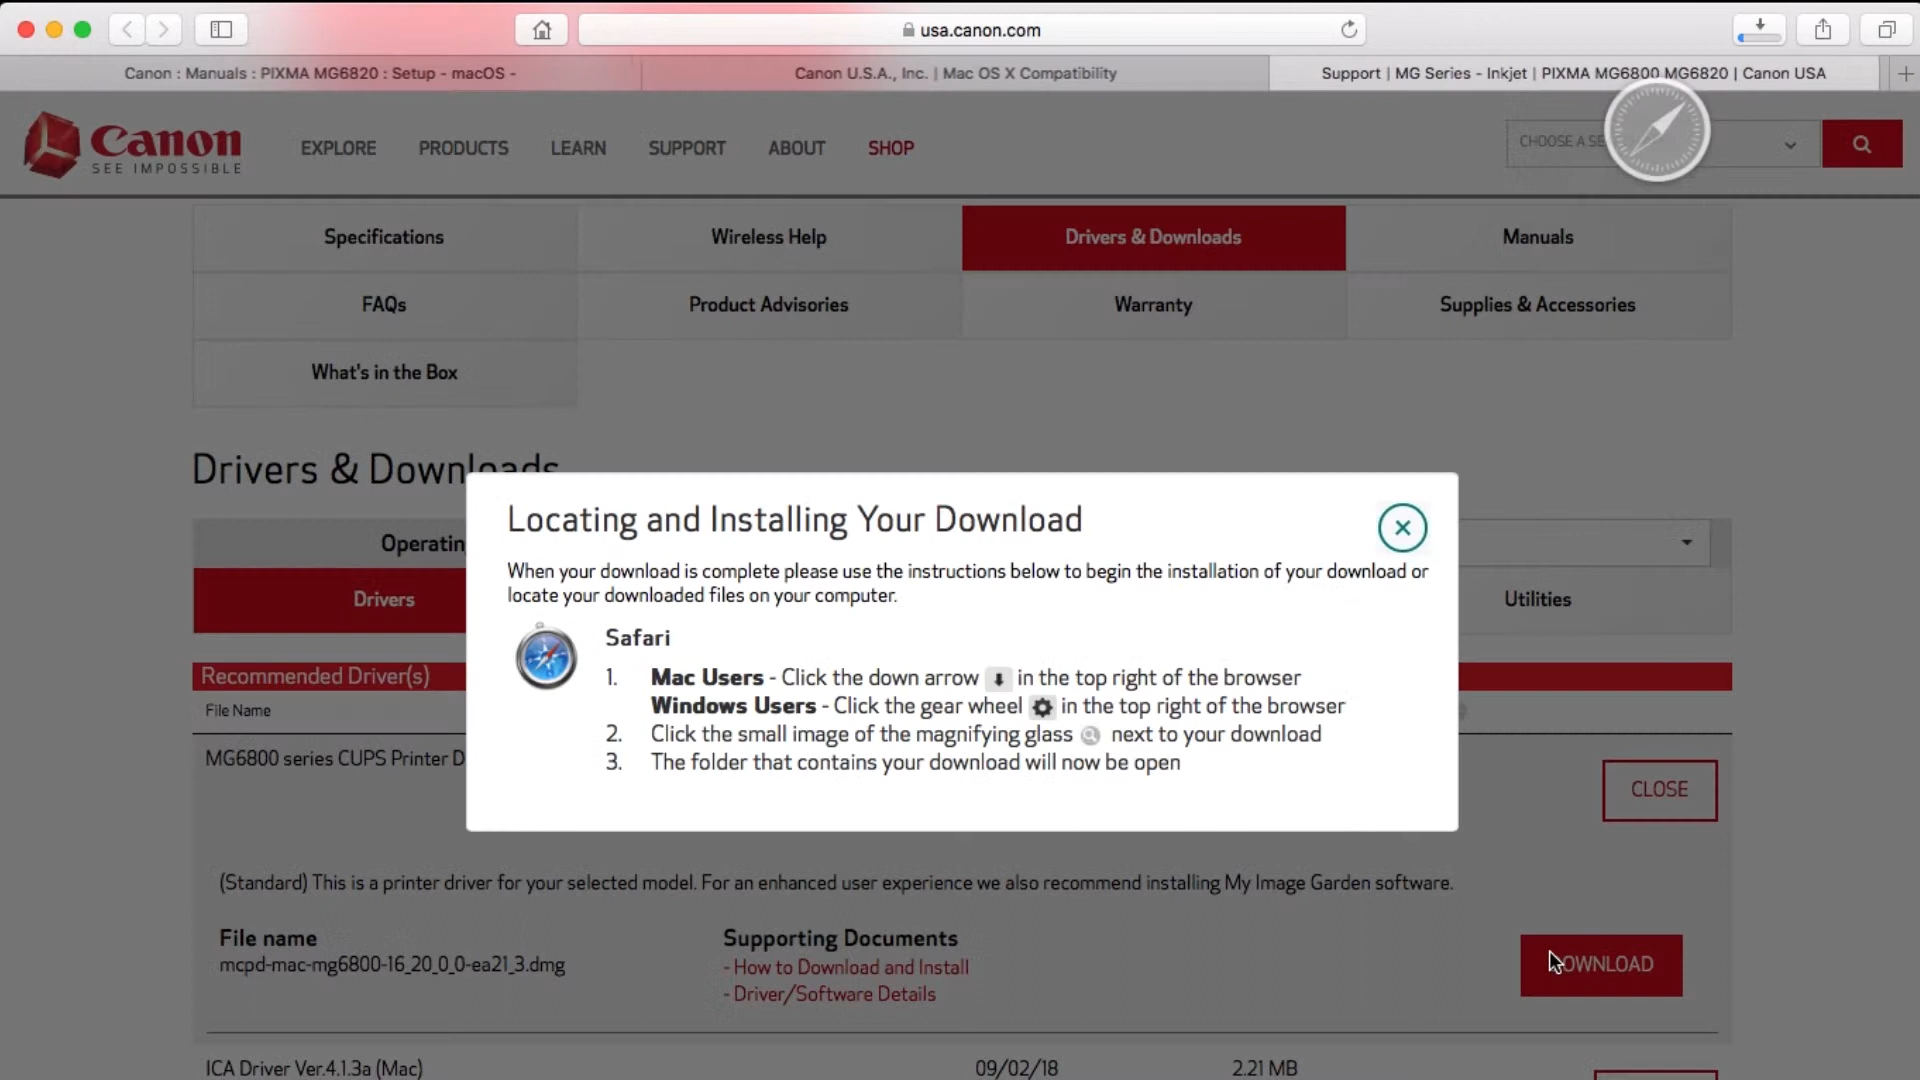 usa.canon.com
Canon : Manuals : PIXMA MG6820 : Setup - macOS -
Canon U.S.A., Inc. | Mac OS X Compatibility
Support | MG Series - Inkjet | PIXMA MG6800 MG6820 | Canon USA
Canon
SEE IMPOSSIBLE
EXPLORE
PRODUCTS
LEARN
SUPPORT
ABOUT
SHOP
CHOOSE A SE
Specifications
Wireless Help
Drivers & Downloads
Manuals
FAQs
Product Advisories
Warranty
Supplies & Accessories
What's in the Box
Drivers & Downloads
Operatin
Drivers
Utilities
Recommended Driver(s)
File Name
MG6800 series CUPS Printer D
CLOSE
Locating and Installing Your Download
When your download is complete please use the instructions below to begin the installation of your download or
locate your downloaded files on your computer.
Safari
1. Mac Users - Click the down arrow in the top right of the browser
Windows Users - Click the gear wheel in the top right of the browser
2. Click the small image of the magnifying glass next to your download
3. The folder that contains your download will now be open
(Standard) This is a printer driver for your selected model. For an enhanced user experience we also recommend installing My Image Garden software.
File name
mcpd-mac-mg6800-16_20_0_0-ea21_3.dmg
Supporting Documents
- How to Download and Install
- Driver/Software Details
DOWNLOAD
ICA Driver Ver.4.1.3a (Mac)
09/02/18
2.21 MB